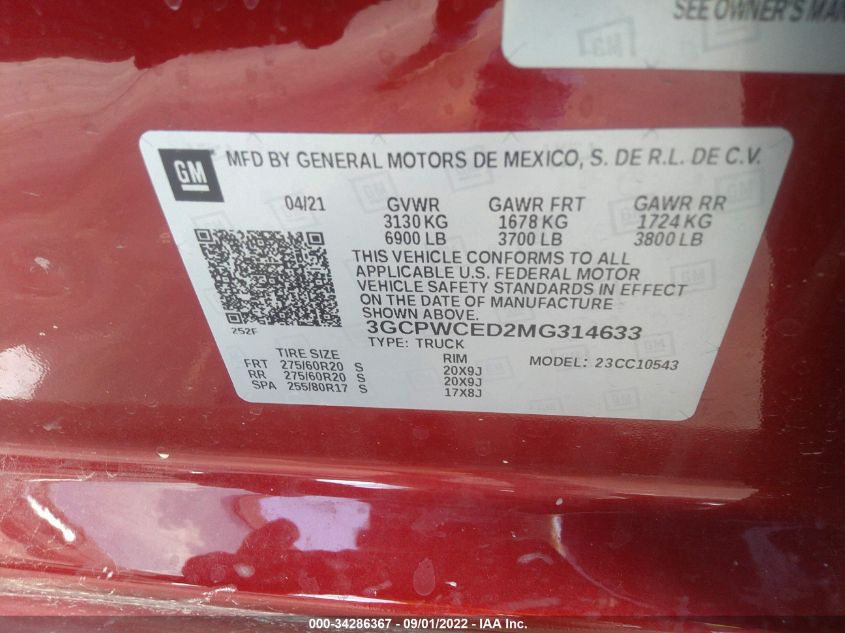 SEE OWNER'S MAN
GM
MFD BY GENERAL MOTORS DE MEXICO, S. DE R.L. DE C.V.
04/21 GVWR GAWR FRT GAWR RR
3130 KG 1678 KG 1724 KG
6900 LB 3700 LB 3800 LB
THIS VEHICLE CONFORMS TO ALL
APPLICABLE U.S. FEDERAL MOTOR
VEHICLE SAFETY STANDARDS IN EFFECT
ON THE DATE OF MANUFACTURE
SHOWN ABOVE.
252F
3GCPWCED2MG314633
TYPE: TRUCK
TIRE SIZE RIM MODEL: 23CC10543
FRT 275/60R20 S 20X9J
RR 275/60R20 S 20X9J
SPA 255/80R17 S 17X8J
000-34286367 - 09/01/2022 - IAA Inc.